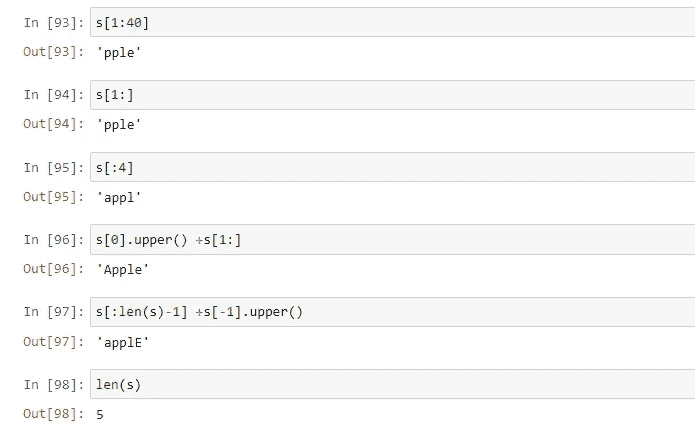 In [93]: s[1:40]
Out[93]: 'pple'
In [94]: s[1:]
Out[94]: 'pple'
In [95]: s[:4]
Out[95]: 'appl'
In [96]: s[0].upper() ÷s[1:]
Out[96]: 'Apple'
In [97]: s[:len(s)-1] ÷s[-1].upper()
Out[97]: 'applE'
In [98]: len(s)
Out[98]: 5